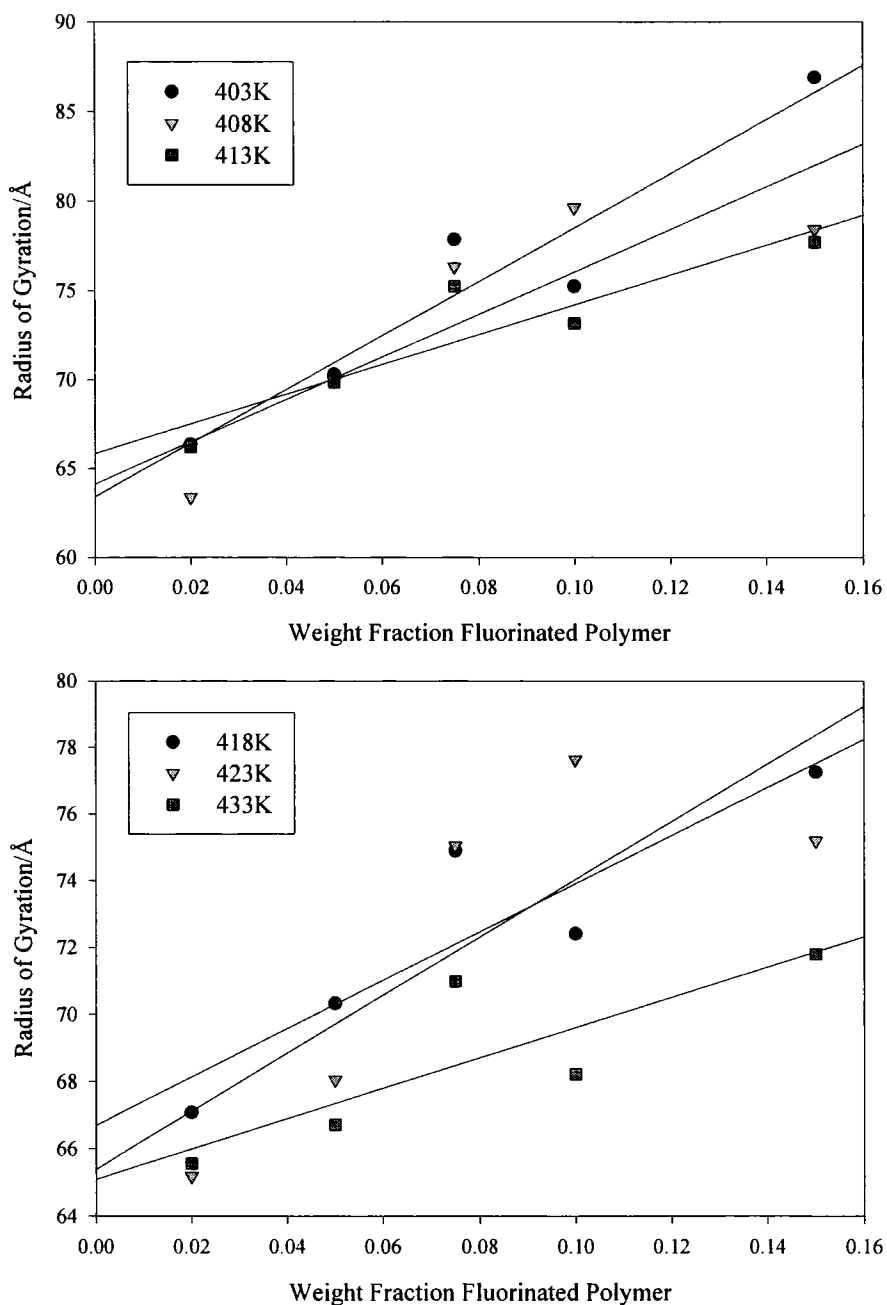 90
85
80
75
70
65
60
Radius of Gyration/Å
403K
408K
413K
0.00 0.02 0.04 0.06 0.08 0.10 0.12 0.14 0.16
Weight Fraction Fluorinated Polymer
80
78
76
74
72
70
68
66
64
Radius of Gyration/Å
418K
423K
433K
0.00 0.02 0.04 0.06 0.08 0.10 0.12 0.14 0.16
Weight Fraction Fluorinated Polymer